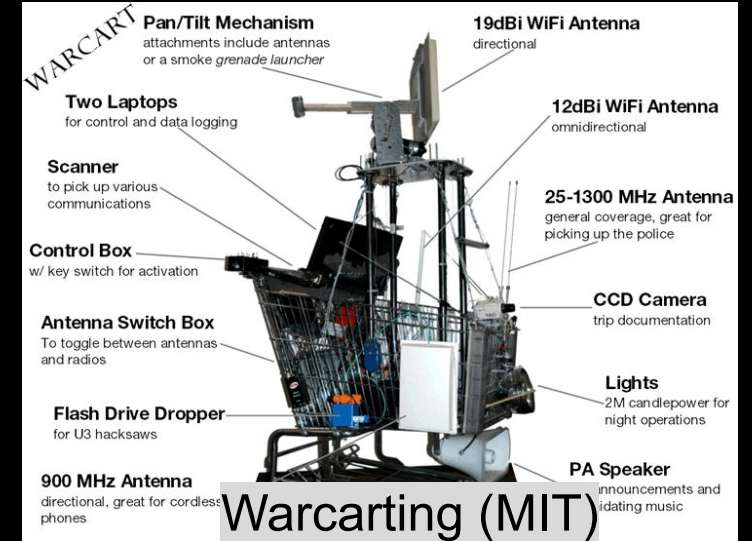 WARCART
Pan/Tilt Mechanism
attachments include antennas
or a smoke grenade launcher
Two Laptops
for control and data logging
Scanner
to pick up various
communications
Control Box
w/ key switch for activation
Antenna Switch Box
To toggle between antennas
and radios
Flash Drive Dropper
for U3 hacksaws
900 MHz Antenna
directional, great for cordless
phones
19dBi WiFi Antenna
directional
12dBi WiFi Antenna
omnidirectional
25-1300 MHz Antenna
general coverage, great for
picking up the police
CCD Camera
trip documentation
Lights
2M candlepower for
night operations
PA Speaker
nnouncements and
idating music
Warcarting (MIT)